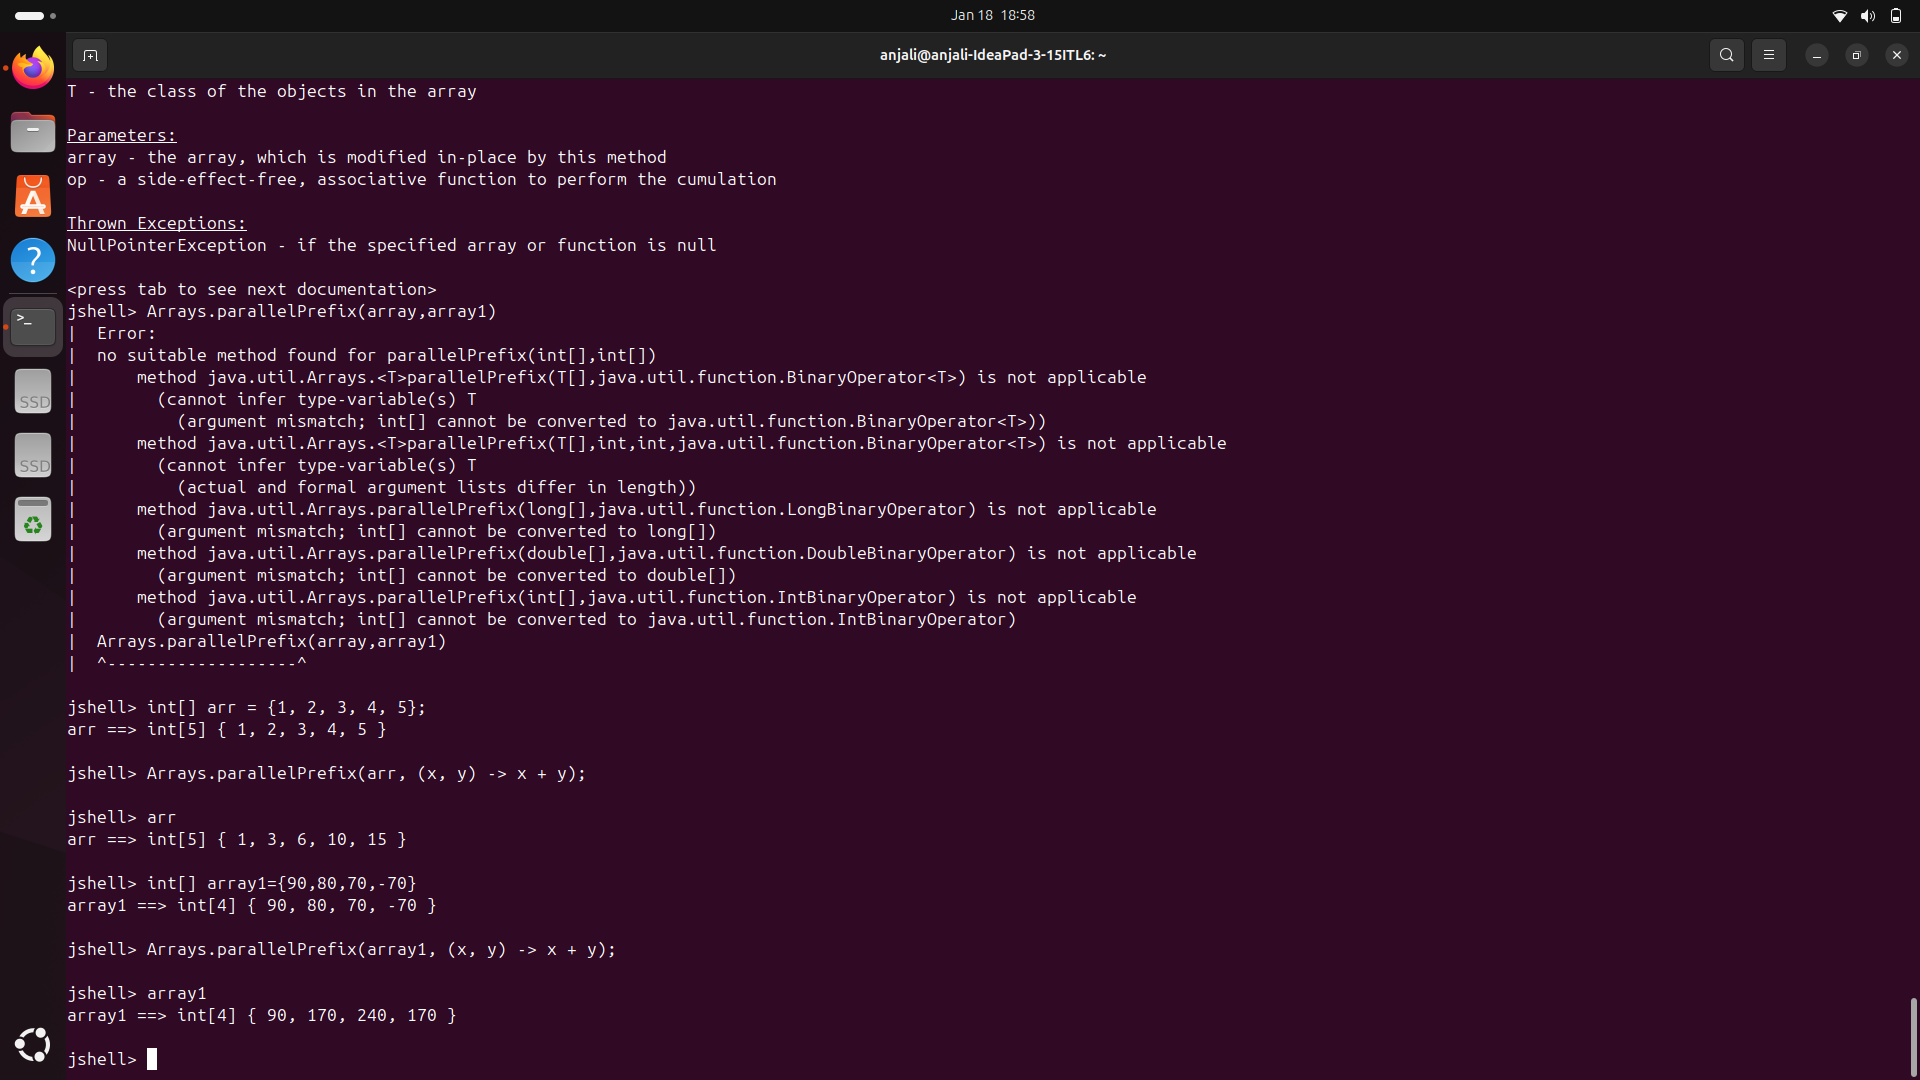 Jan 18 18:58
anjali@anjali-IdeaPad-3-15ITL6: ~
T - the class of the objects in the array
Parameters:
array - the array, which is modified in-place by this method
op - a side-effect-free, associative function to perform the cumulation
Thrown Exceptions:
NullPointerException - if the specified array or function is null
<press tab to see next documentation>
jshell> Arrays.parallelPrefix(array,array1)
|  Error:
|  no suitable method found for parallelPrefix(int[],int[])
|      method java.util.Arrays.<T>parallelPrefix(T[],java.util.function.BinaryOperator<T>) is not applicable
|        (cannot infer type-variable(s) T
|          (argument mismatch; int[] cannot be converted to java.util.function.BinaryOperator<T>))
|      method java.util.Arrays.<T>parallelPrefix(T[],int,int,java.util.function.BinaryOperator<T>) is not applicable
|        (cannot infer type-variable(s) T
|          (actual and formal argument lists differ in length))
|      method java.util.Arrays.parallelPrefix(long[],java.util.function.LongBinaryOperator) is not applicable
|        (argument mismatch; int[] cannot be converted to long[])
|      method java.util.Arrays.parallelPrefix(double[],java.util.function.DoubleBinaryOperator) is not applicable
|        (argument mismatch; int[] cannot be converted to double[])
|      method java.util.Arrays.parallelPrefix(int[],java.util.function.IntBinaryOperator) is not applicable
|        (argument mismatch; int[] cannot be converted to java.util.function.IntBinaryOperator)
|  Arrays.parallelPrefix(array,array1)
|  ^-------------------^
jshell> int[] arr = {1, 2, 3, 4, 5};
arr ==> int[5] { 1, 2, 3, 4, 5 }
jshell> Arrays.parallelPrefix(arr, (x, y) -> x + y);
jshell> arr
arr ==> int[5] { 1, 3, 6, 10, 15 }
jshell> int[] array1={90,80,70,-70}
array1 ==> int[4] { 90, 80, 70, -70 }
jshell> Arrays.parallelPrefix(array1, (x, y) -> x + y);
jshell> array1
array1 ==> int[4] { 90, 170, 240, 170 }
jshell>
SSD
SSD